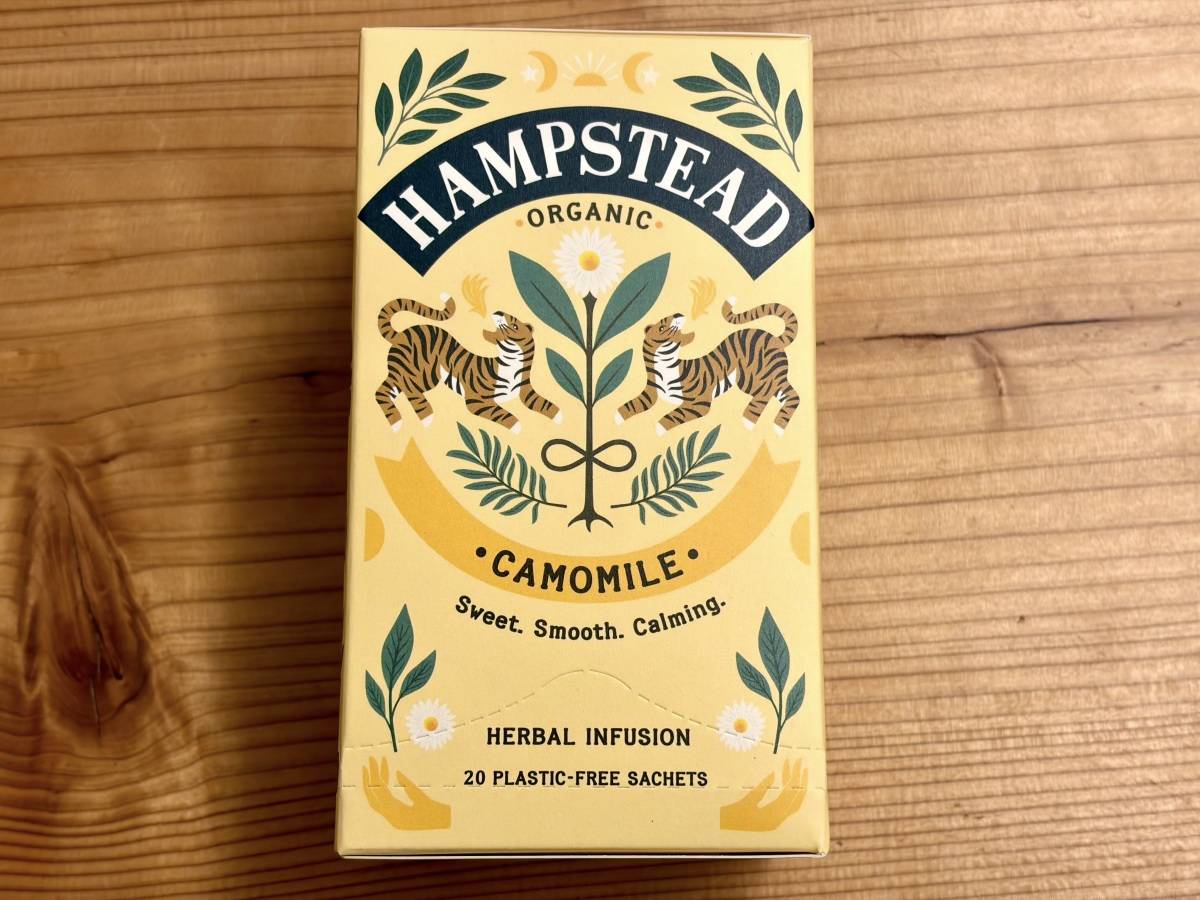 HAMPSTEAD
•ORGANIC•
•CAMOMILE•
Sweet. Smooth. Calming.
HERBAL INFUSION
20 PLASTIC-FREE SACHETS